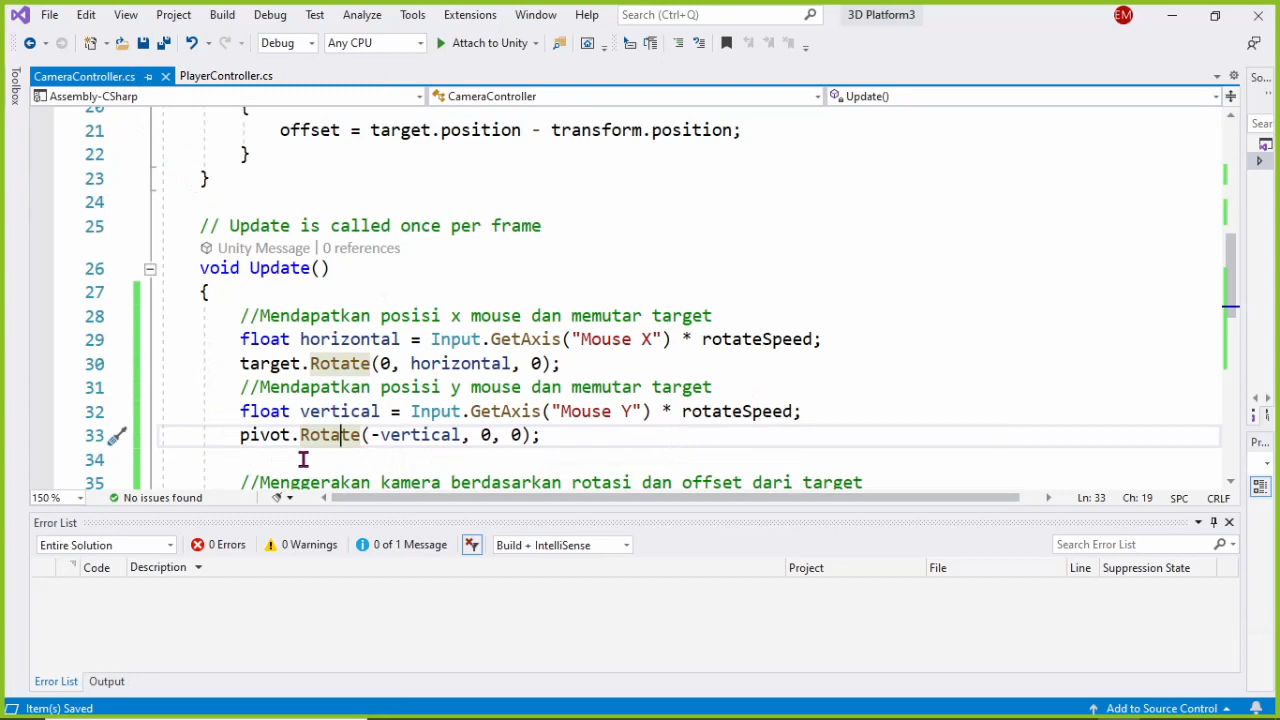 File Edit View Project Build Debug Test Analyze Tools Extensions Window Help Search (Ctrl+Q) 3D Platform3 EM
Debug Any CPU Attach to Unity
Toolbox
CameraController.cs PlayerController.cs So...
Assembly-CSharp CameraController Update()
20 {
21 offset = target.position - transform.position;
22 }
23 }
24
25 // Update is called once per frame
Unity Message | 0 references
26 void Update()
27 {
28 //Mendapatkan posisi x mouse dan memutar target
29 float horizontal = Input.GetAxis("Mouse X") * rotateSpeed;
30 target.Rotate(0, horizontal, 0);
31 //Mendapatkan posisi y mouse dan memutar target
32 float vertical = Input.GetAxis("Mouse Y") * rotateSpeed;
33 pivot.Rotate(-vertical, 0, 0);
34
35 //Menggerakan kamera berdasarkan rotasi dan offset dari target
Sear
150 % No issues found Ln: 33 Ch: 19 SPC CRLF
Error List
Entire Solution 0 Errors 0 Warnings 0 of 1 Message Build + IntelliSense Search Error List
Code Description Project File Line Suppression State
Error List Output
Item(s) Saved Add to Source Control